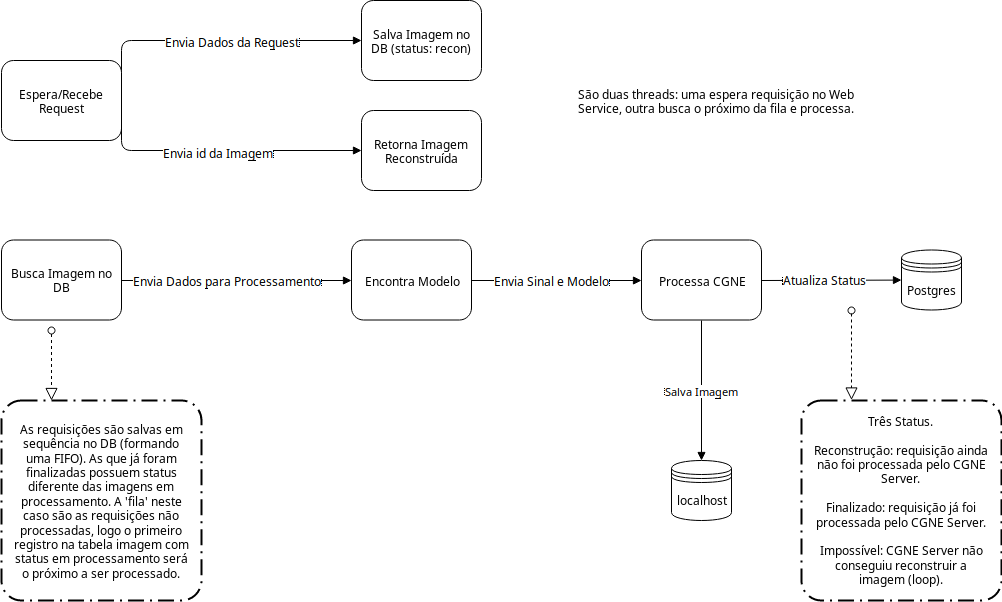 Salva Imagem no
DB (status: recon)
Envia Dados da Request
Espera/Recebe
Request
São duas threads: uma espera requisição no Web
Service, outra busca o próximo da fila e processa.
Envia id da Imagem
Retorna Imagem
Reconstruída
Busca Imagem no
DB
Envia Dados para Processamento
Encontra Modelo
Envia Sinal e Modelo
Processa CGNE
Atualiza Status
Postgres
Salva Imagem
localhost
As requisições são salvas em
sequência no DB (formando
uma FIFO). As que já foram
finalizadas possuem status
diferente das imagens em
processamento. A 'fila' neste
caso são as requisições não
processadas, logo o primeiro
registro na tabela imagem com
status em processamento será
o próximo a ser processado.
Três Status.
Reconstrução: requisição ainda
não foi processada pelo CGNE
Server.
Finalizado: requisição já foi
processada pelo CGNE Server.
Impossível: CGNE Server não
conseguiu reconstruir a
imagem (loop).